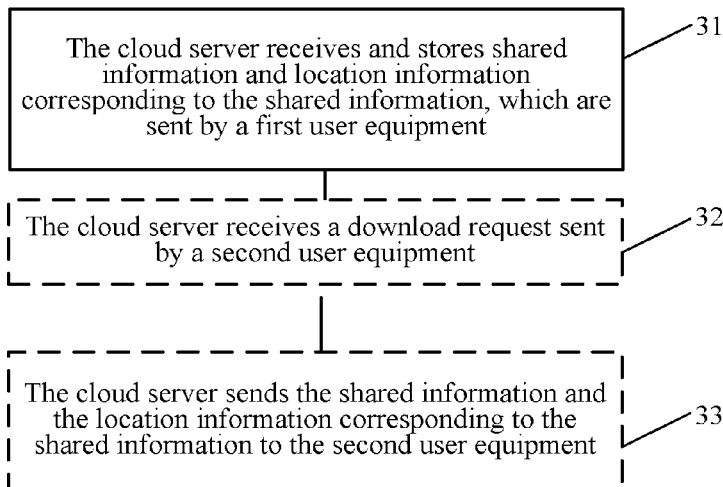 The cloud server receives and stores shared
information and location information
corresponding to the shared information, which are
sent by a first user equipment
31
The cloud server receives a download request sent
by a second user equipment
32
The cloud server sends the shared information and
the location information corresponding to the
shared information to the second user equipment
33